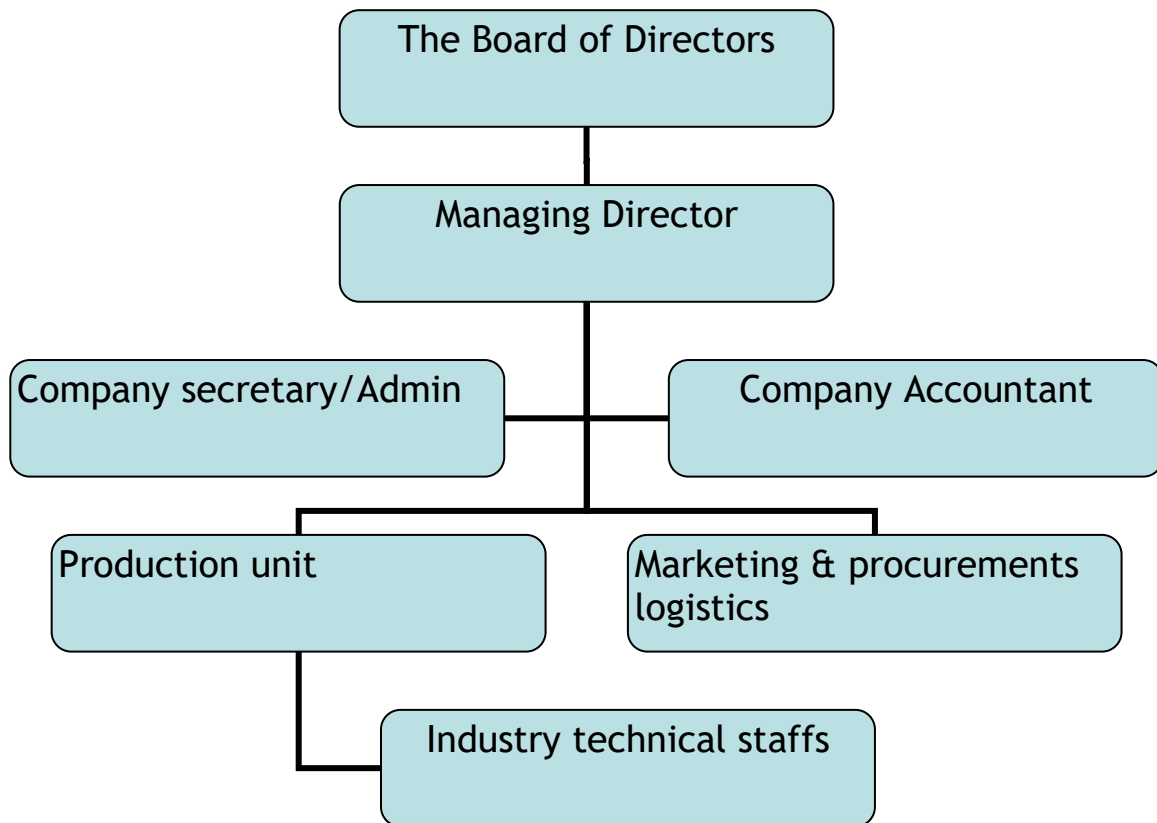 The Board of Directors
Managing Director
Company secretary/Admin
Company Accountant
Production unit
Marketing & procurements
logistics
Industry technical staffs